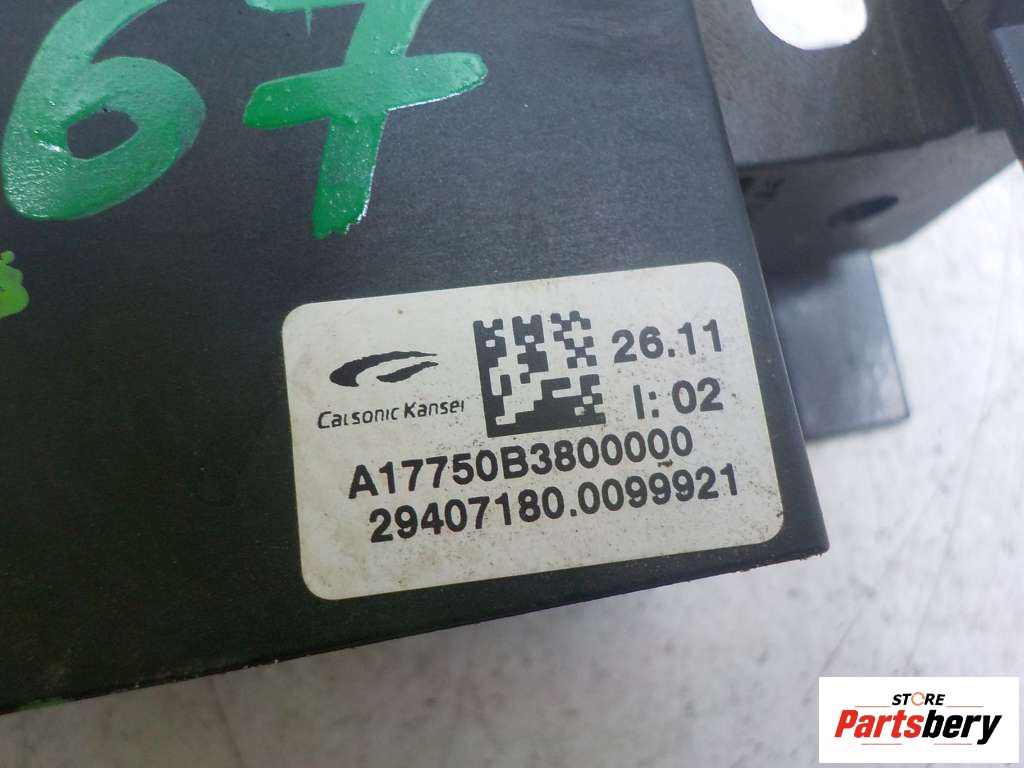 67
Calsonic Kansei
26.11
I: 02
A17750B3800000
29407180.0099921
STORE
Partsbery